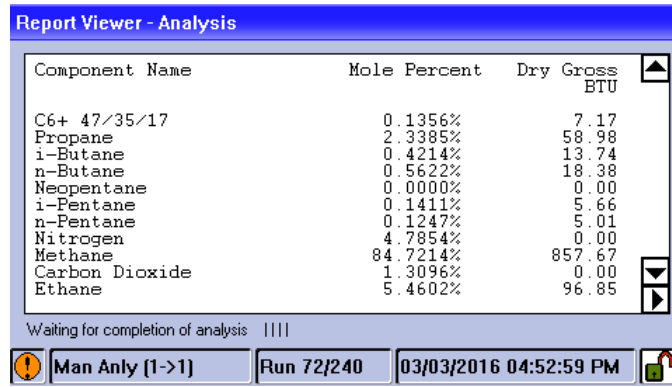 Report Viewer - Analysis
Component Name Mole Percent Dry Gross
BTU
C6+ 47/35/17 0.1356% 7.17
Propane 2.3385% 58.98
i-Butane 0.4214% 13.74
n-Butane 0.5622% 18.38
Neopentane 0.0000% 0.00
i-Pentane 0.1411% 5.66
n-Pentane 0.1247% 5.01
Nitrogen 4.7854% 0.00
Methane 84.7214% 857.67
Carbon Dioxide 1.3096% 0.00
Ethane 5.4602% 96.85
Waiting for completion of analysis ||||
Man Anly (1->1) Run 72/240 03/03/2016 04:52:59 PM